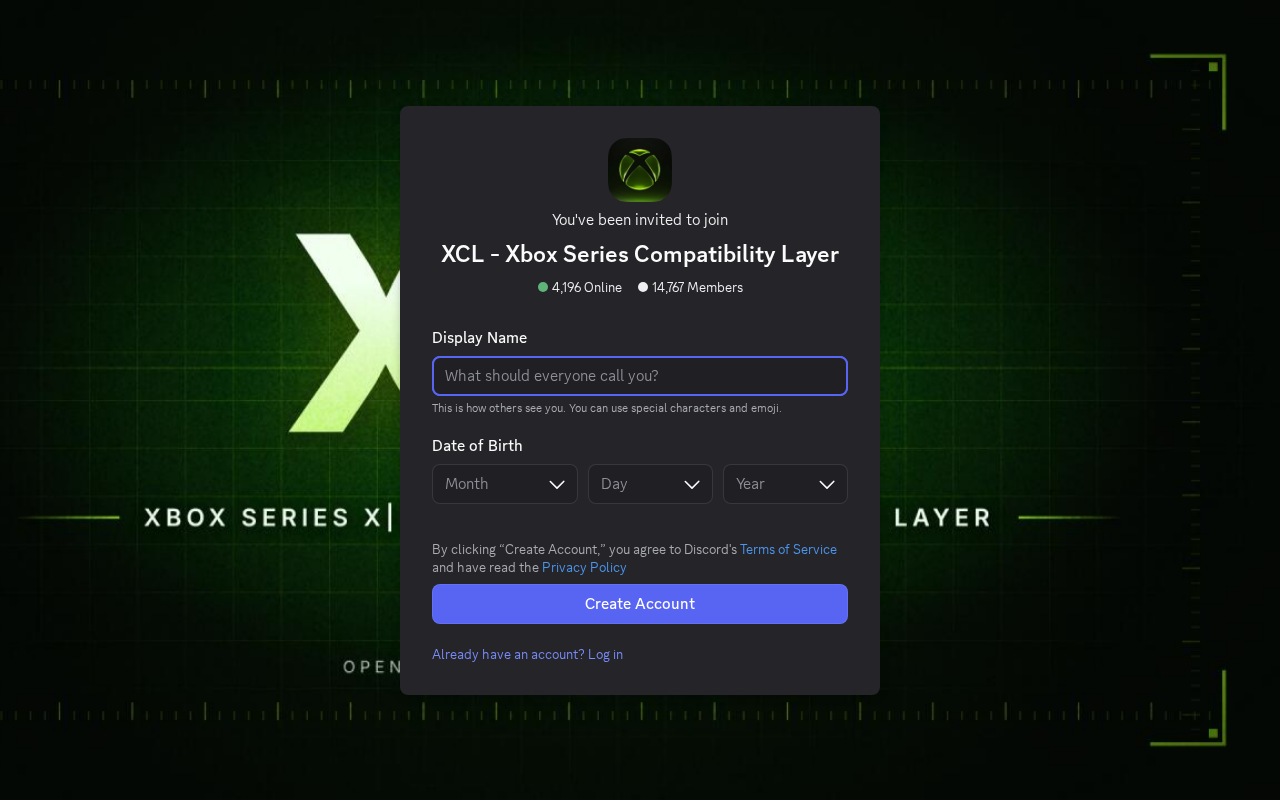 You've been invited to join
XCL - Xbox Series Compatibility Layer
4,196 Online 14,767 Members
Display Name
What should everyone call you?
This is how others see you. You can use special characters and emoji.
Date of Birth
Month Day Year
XBOX SERIES X| LAYER
By clicking “Create Account,” you agree to Discord's Terms of Service
and have read the Privacy Policy
Create Account
Already have an account? Log in
OPEN